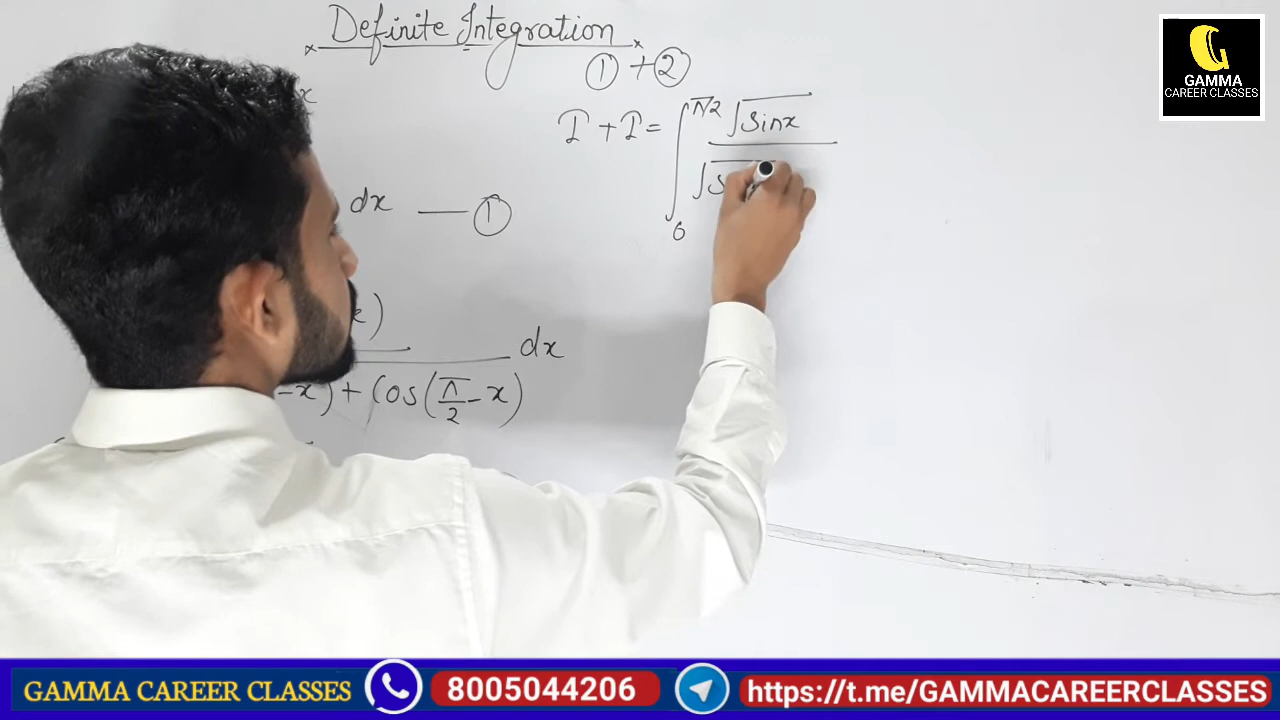 Definite Integration
① + ②
x
I + I = ∫₀^{π/2} √sinx
√s
dx — ①
x)
dx
-x) + cos(π/2 - x)
GAMMA
CAREER CLASSES
GAMMA CAREER CLASSES 8005044206 https://t.me/GAMMACAREERCLASSES